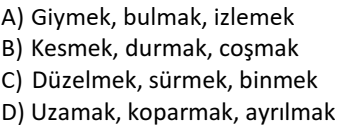 A) Giymek, bulmak, izlemek
B) Kesmek, durmak, coşmak
C) Düzelmek, sürmek, binmek
D) Uzamak, koparmak, ayrılmak